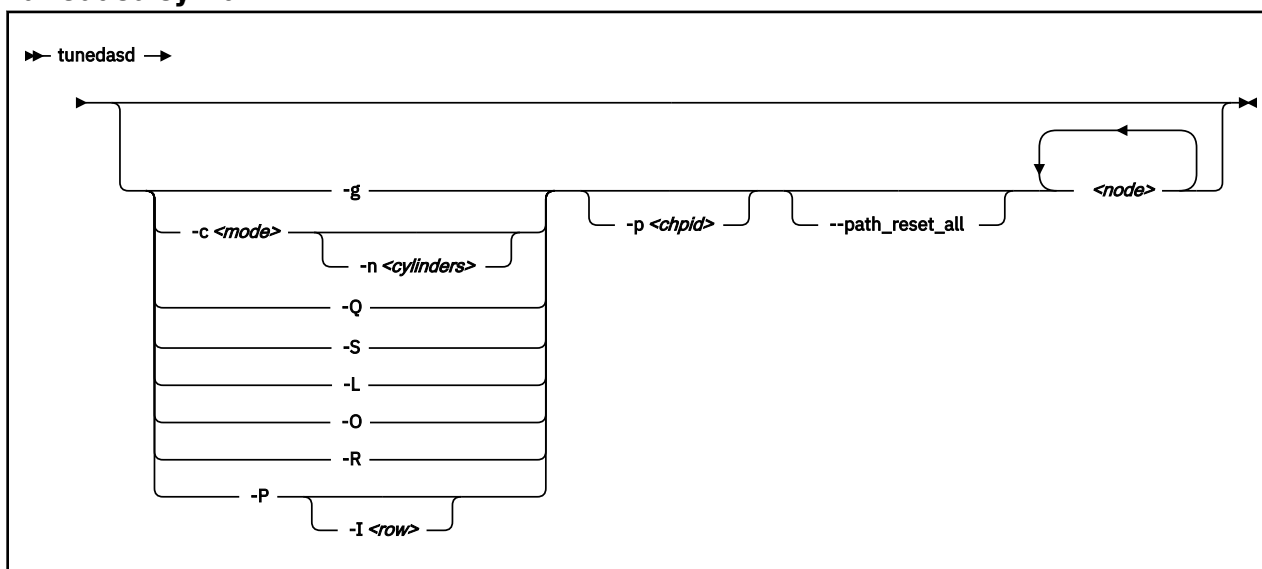 tunedasd
-g
<node>
-c <mode>
-p <chpid>
--path_reset_all
-n <cylinders>
-Q
-S
-L
-O
-R
-P
-I <row>